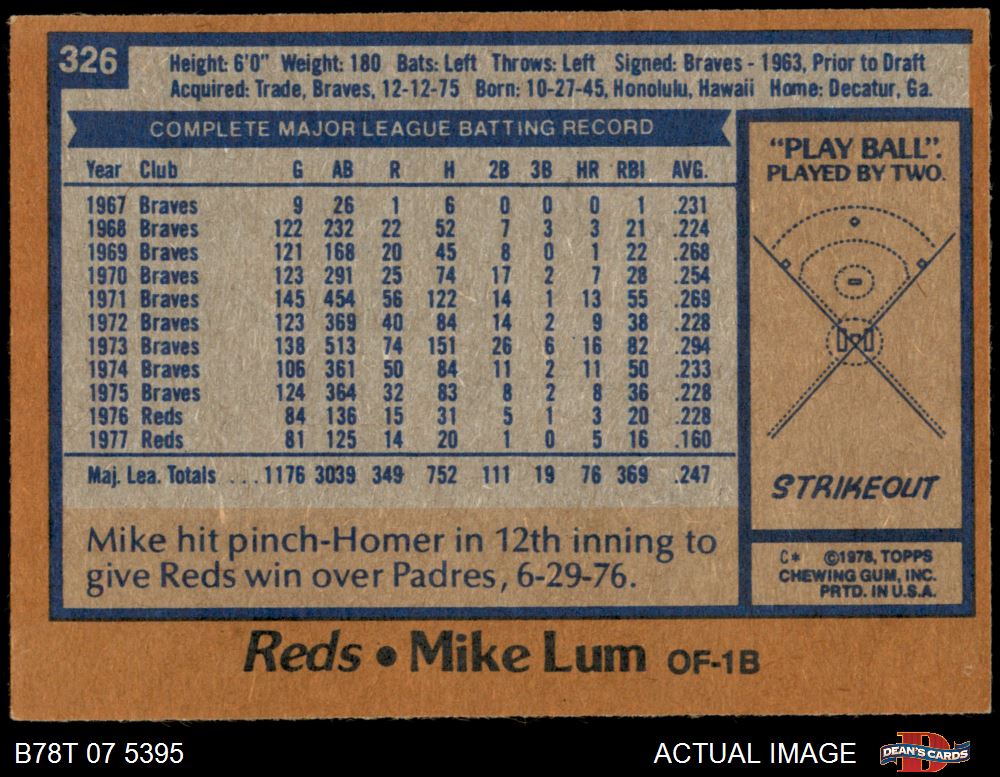 326
Height: 6'0" Weight: 180 Bats: Left Throws: Left Signed: Braves - 1963, Prior to Draft
Acquired: Trade, Braves, 12-12-75 Born: 10-27-45, Honolulu, Hawaii Home: Decatur, Ga.
COMPLETE MAJOR LEAGUE BATTING RECORD
Year Club G AB R H 2B 3B HR RBI AVG.
1967 Braves 9 26 1 6 0 0 0 1 .231
1968 Braves 122 232 22 52 7 3 3 21 .224
1969 Braves 121 168 20 45 8 0 1 22 .268
1970 Braves 123 291 25 74 17 2 7 28 .254
1971 Braves 145 454 56 122 14 1 13 55 .269
1972 Braves 123 369 40 84 14 2 9 38 .228
1973 Braves 138 513 74 151 26 6 16 82 .294
1974 Braves 106 361 50 84 11 2 11 50 .233
1975 Braves 124 364 32 83 8 2 8 36 .228
1976 Reds 84 136 15 31 5 1 3 20 .228
1977 Reds 81 125 14 20 1 0 5 16 .160
Maj. Lea. Totals ...1176 3039 349 752 111 19 76 369 .247
Mike hit pinch-Homer in 12th inning to
give Reds win over Padres, 6-29-76.
"PLAY BALL".
PLAYED BY TWO.
STRIKEOUT
C* ©1978, TOPPS
CHEWING GUM, INC.
PRTD. IN U.S.A.
Reds • Mike Lum OF-1B
B78T 07 5395
ACTUAL IMAGE
DEAN'S CARDS